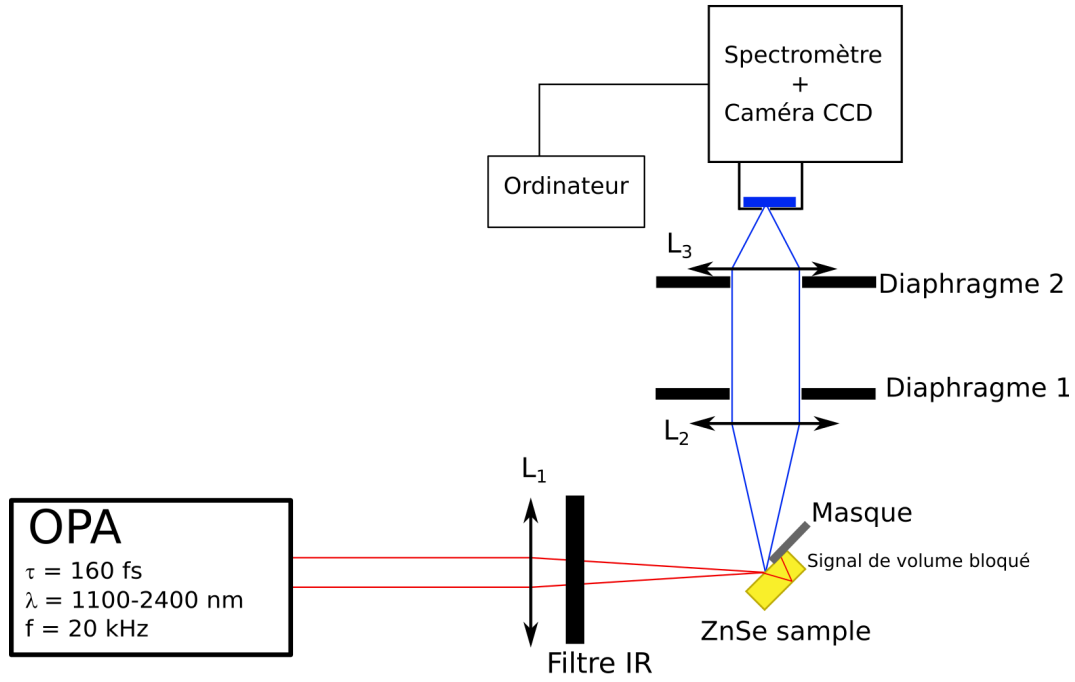 Spectromètre
+
Caméra CCD
Ordinateur
L3
Diaphragme 2
Diaphragme 1
L2
L1
Masque
Signal de volume bloqué
OPA
τ = 160 fs
λ = 1100-2400 nm
f = 20 kHz
ZnSe sample
Filtre IR